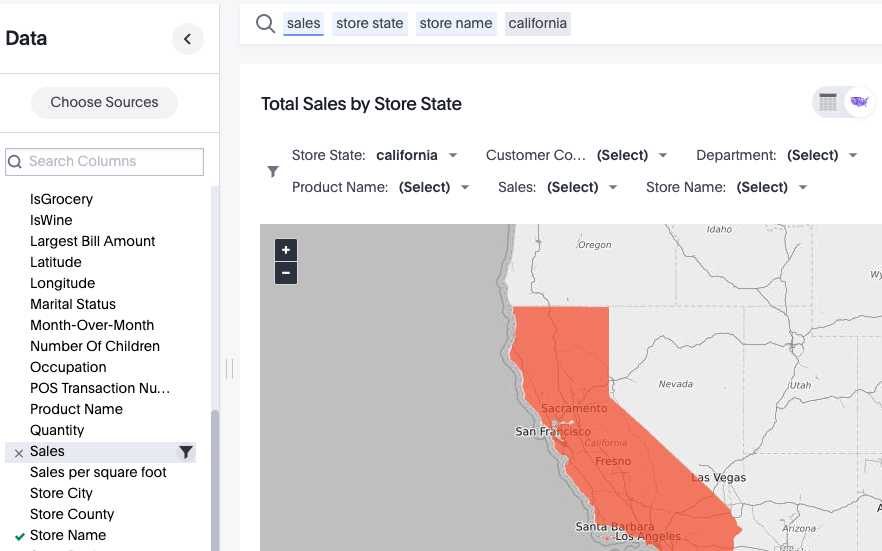 Data
Choose Sources
Search Columns
IsGrocery
IsWine
Largest Bill Amount
Latitude
Longitude
Marital Status
Month-Over-Month
Number Of Children
Occupation
POS Transaction Nu...
Product Name
Quantity
Sales
Sales per square foot
Store City
Store County
Store Name
sales store state store name california
Total Sales by Store State
Store State: california Customer Co... (Select) Department: (Select)
Product Name: (Select) Sales: (Select) Store Name: (Select)
+
−
Idaho
Oregon
Wy
Nevada
Utah
Sacramento
San Francisco
California
Fresno
Las Vegas
Santa Barbara
Arizona
Los Angeles